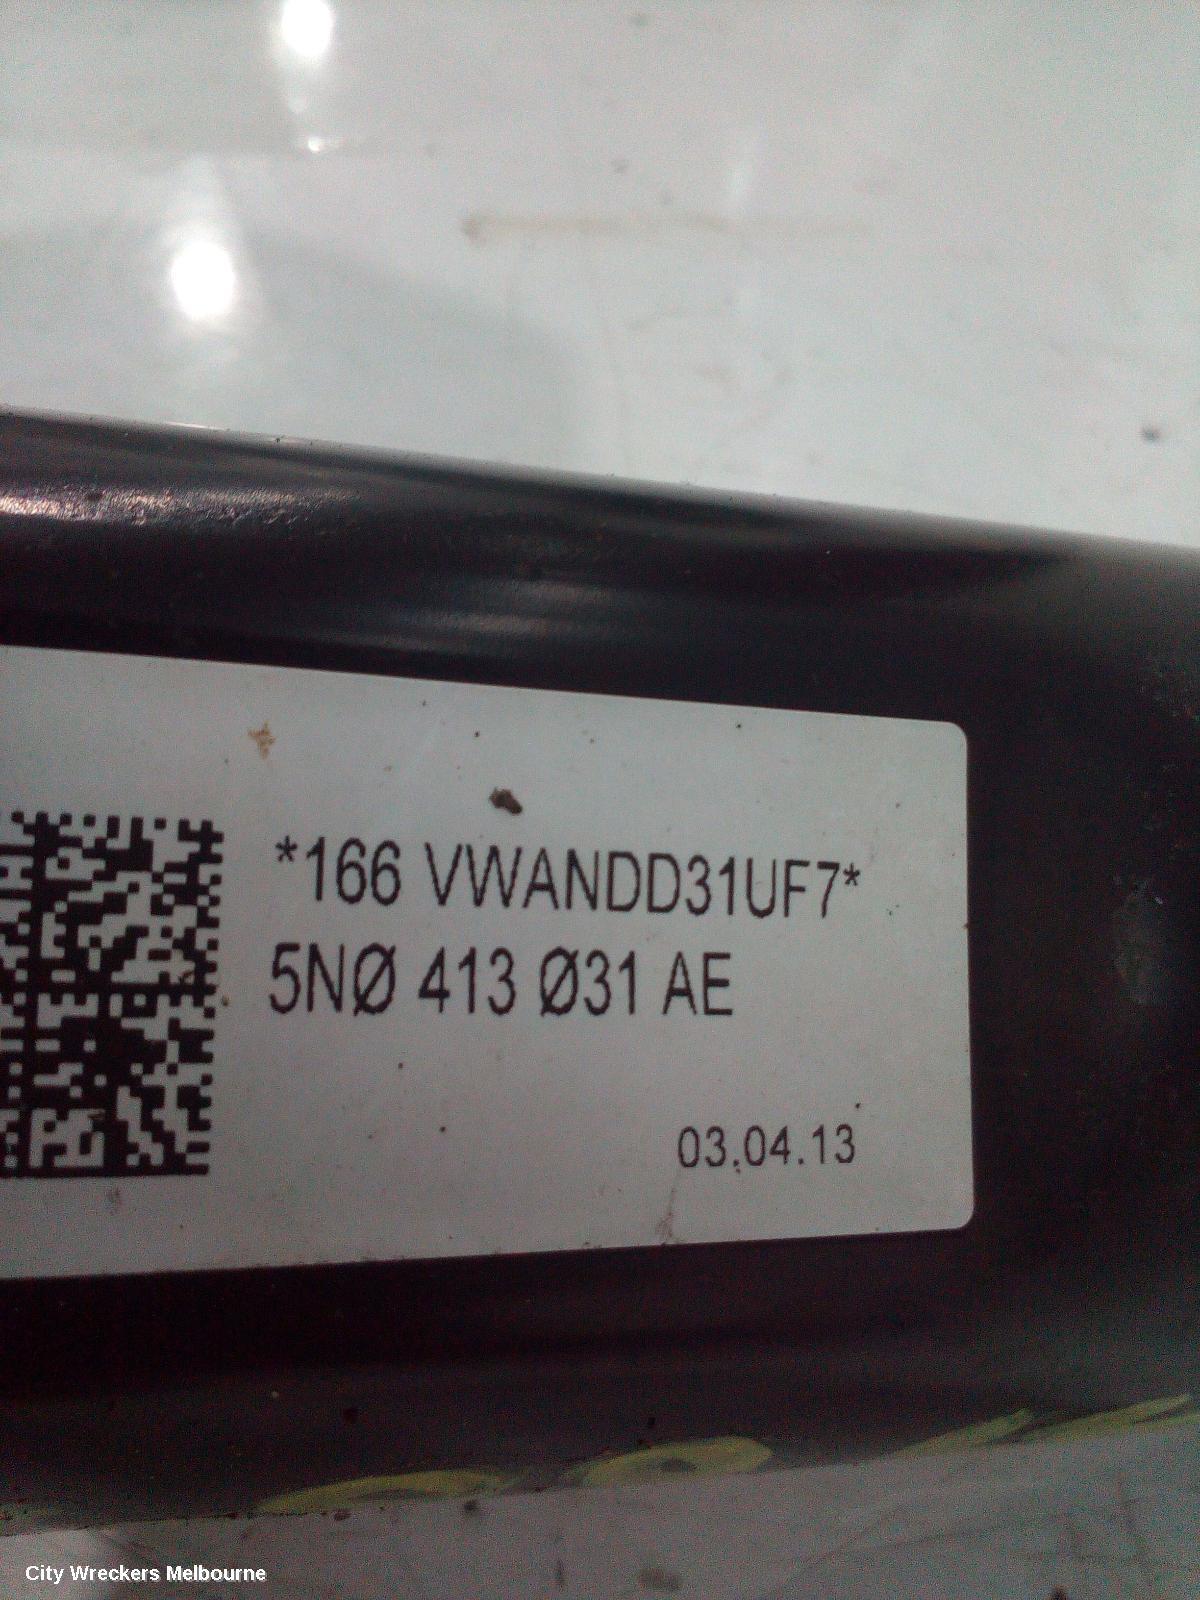 *166 VWANDD31UF7*
5NØ 413 Ø31 AE
03.04.13
City Wreckers Melbourne